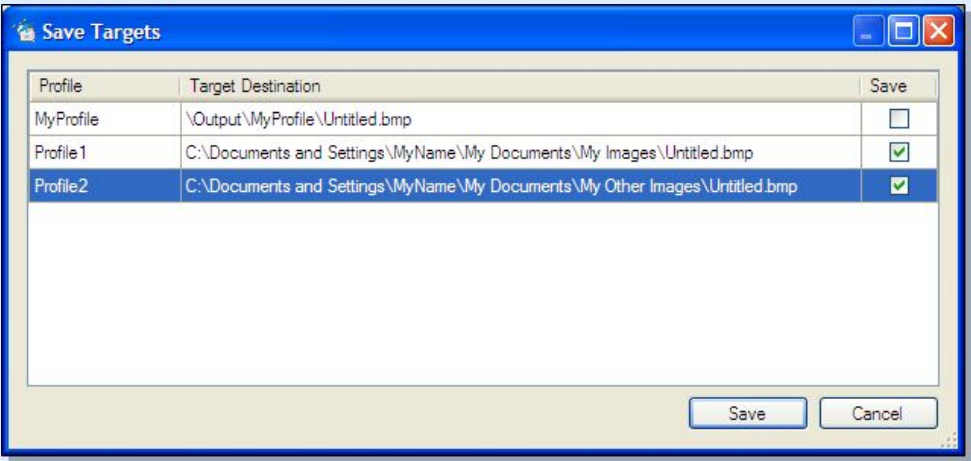 Save Targets
Profile Target Destination Save
MyProfile \Output\MyProfile\Untitled.bmp
Profile1 C:\Documents and Settings\MyName\My Documents\My Images\Untitled.bmp
Profile2 C:\Documents and Settings\MyName\My Documents\My Other Images\Untitled.bmp
Save Cancel